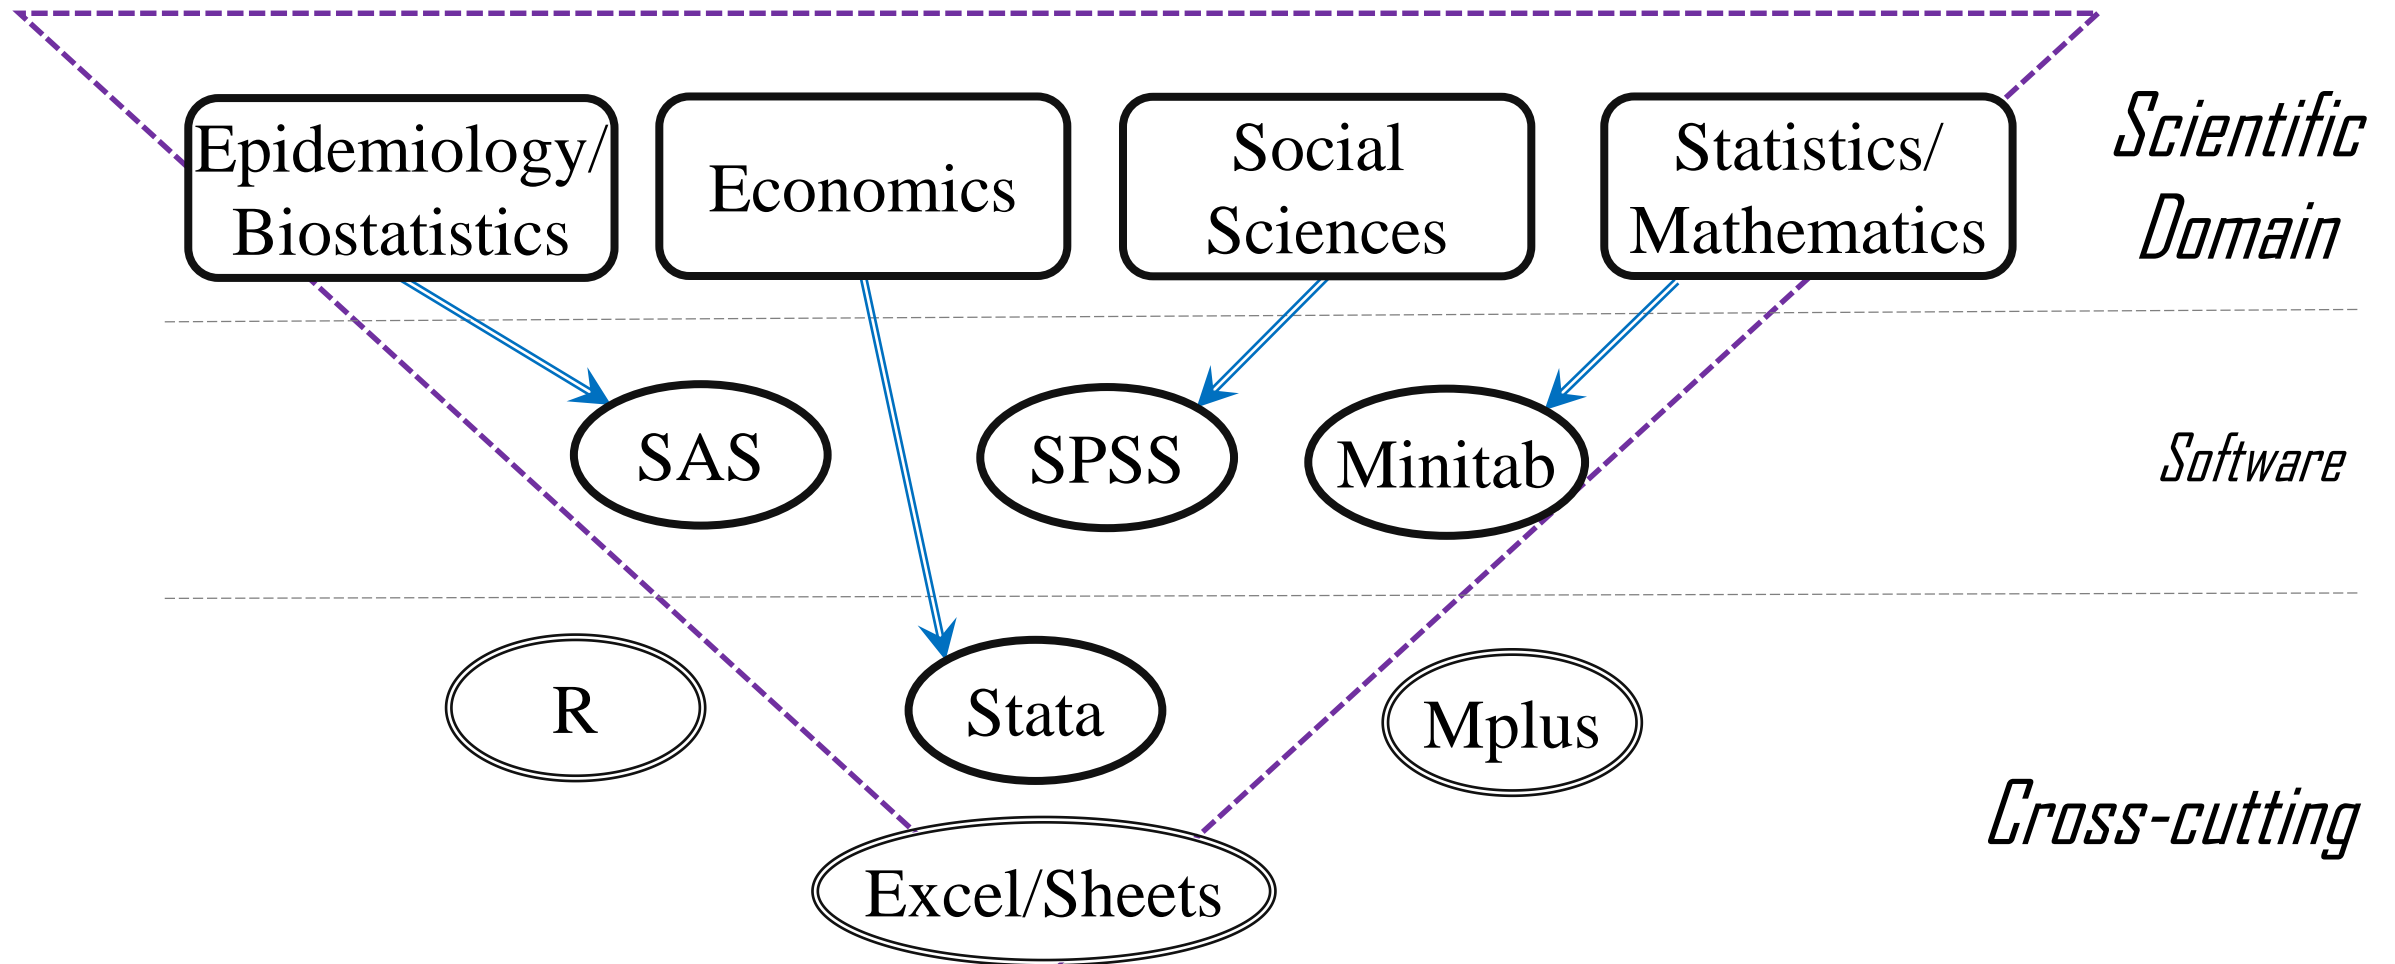 Epidemiology/
Biostatistics
Economics
Social
Sciences
Statistics/
Mathematics
Scientific
Domain
SAS
SPSS
Minitab
Software
R
Stata
Mplus
Cross-cutting
Excel/Sheets